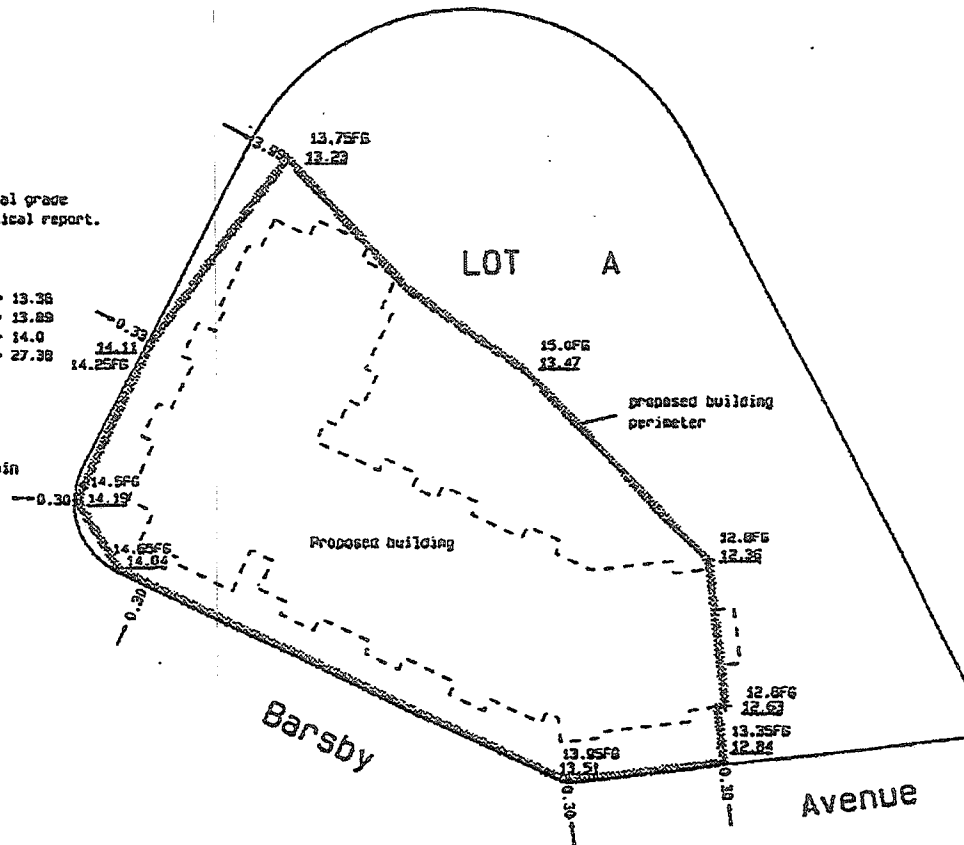 13.75FG
13.23
3.99
al grade
ical report.
LOT A
13.36
13.89
14.0
27.38
0.33
14.11
14.25FG
15.0FG
13.47
proposed building
perimeter
in
0.30
14.5FG
14.19
Proposed building
14.65FG
14.04
0.30
12.8FG
12.36
12.8FG
12.63
13.35FG
12.84
Barsby
13.95FG
13.51
0.30
0.30
Avenue